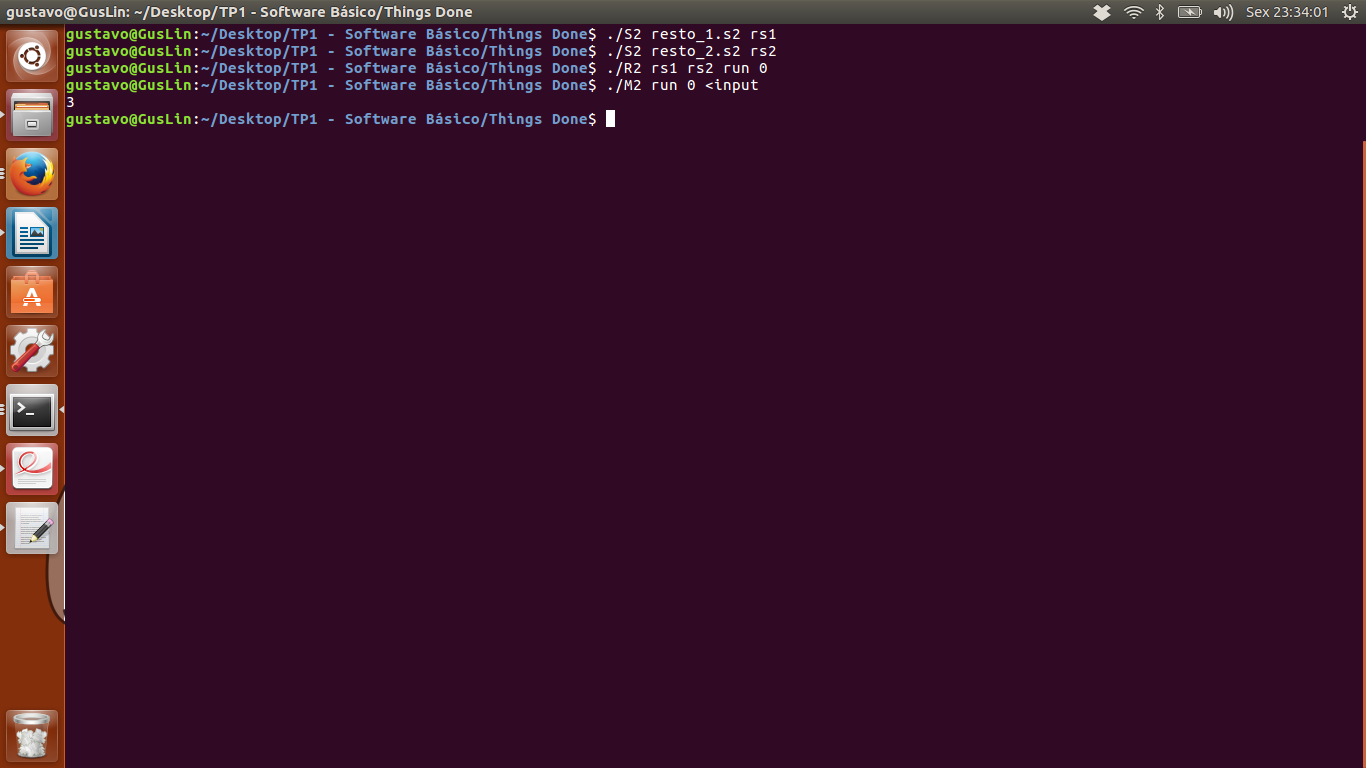 gustavo@GusLin: ~/Desktop/TP1 - Software Básico/Things Done
Sex 23:34:01
gustavo@GusLin:~/Desktop/TP1 - Software Básico/Things Done$ ./S2 resto_1.s2 rs1
gustavo@GusLin:~/Desktop/TP1 - Software Básico/Things Done$ ./S2 resto_2.s2 rs2
gustavo@GusLin:~/Desktop/TP1 - Software Básico/Things Done$ ./R2 rs1 rs2 run 0
gustavo@GusLin:~/Desktop/TP1 - Software Básico/Things Done$ ./M2 run 0 <input
3
gustavo@GusLin:~/Desktop/TP1 - Software Básico/Things Done$